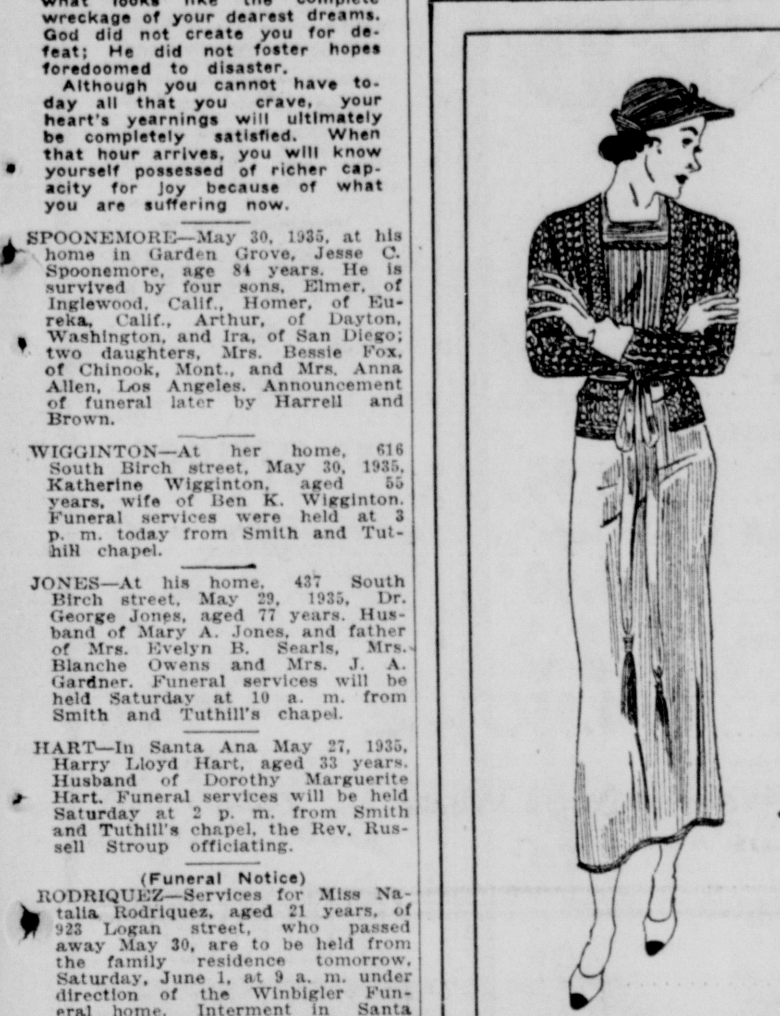 what looks like the complete
wreckage of your dearest dreams.
God did not create you for de-
feat; He did not foster hopes
foredoomed to disaster.
Although you cannot have to-
day all that you crave, your
heart's yearnings will ultimately
be completely satisfied. When
that hour arrives, you will know
yourself possessed of richer cap-
acity for joy because of what
you are suffering now.
SPOONEMORE—May 30, 1935, at his
home in Garden Grove, Jesse C.
Spoonemore, age 84 years. He is
survived by four sons, Elmer, of
Inglewood, Calif., Homer, of Eu-
reka, Calif., Arthur, of Dayton,
Washington, and Ira, of San Diego;
two daughters, Mrs. Bessie Fox,
of Chinook, Mont., and Mrs. Anna
Allen, Los Angeles. Announcement
of funeral later by Harrell and
Brown.
WIGGINTON—At her home, 616
South Birch street, May 30, 1935,
Katherine Wigginton, aged 55
years, wife of Ben K. Wigginton.
Funeral services were held at 3
p. m. today from Smith and Tut-
hill chapel.
JONES—At his home, 437 South
Birch street, May 29, 1935, Dr.
George Jones, aged 77 years. Hus-
band of Mary A. Jones, and father
of Mrs. Evelyn B. Searls, Mrs.
Blanche Owens and Mrs. J. A.
Gardner. Funeral services will be
held Saturday at 10 a. m. from
Smith and Tuthill's chapel.
HART—In Santa Ana May 27, 1935,
Harry Lloyd Hart, aged 33 years.
Husband of Dorothy Marguerite
Hart. Funeral services will be held
Saturday at 2 p. m. from Smith
and Tuthill's chapel, the Rev. Rus-
sell Stroup officiating.
(Funeral Notice)
RODRIQUEZ—Services for Miss Na-
talia Rodriquez, aged 21 years, of
923 Logan street, who passed
away May 30, are to be held from
the family residence tomorrow,
Saturday, June 1, at 9 a. m. under
direction of the Winbigler Fun-
eral home. Interment in Santa